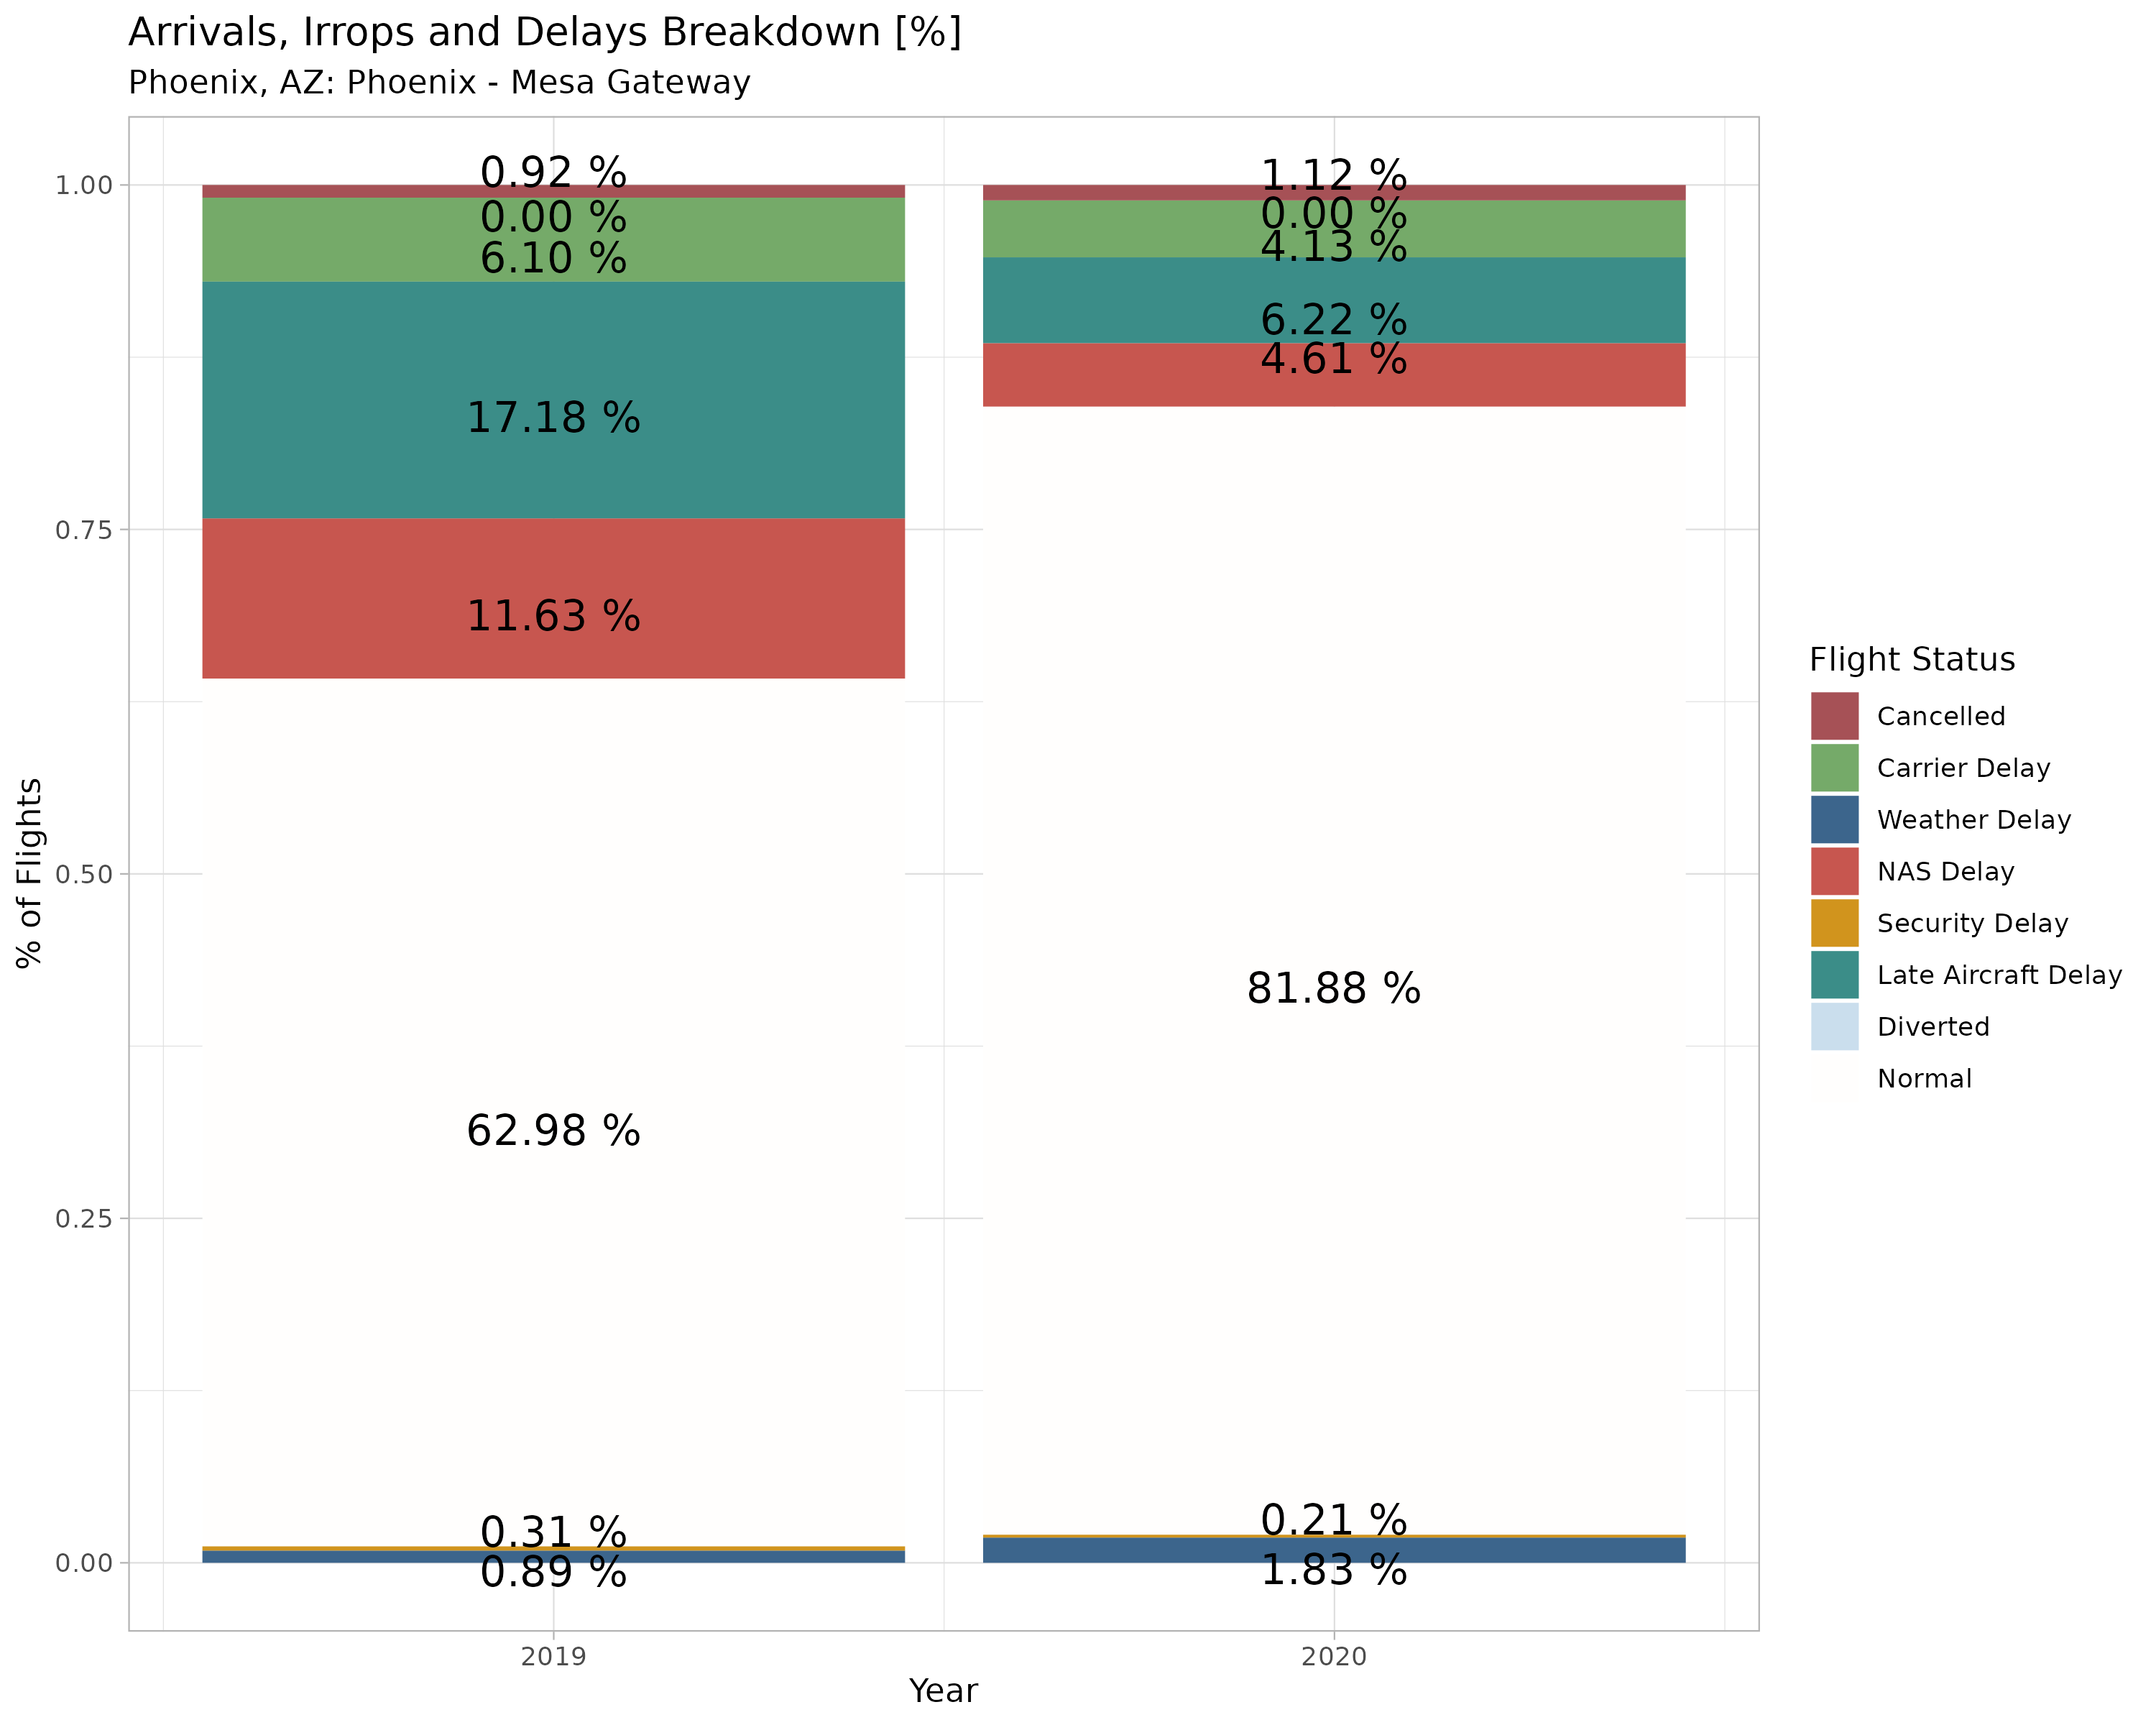 Arrivals, Irrops and Delays Breakdown [%]
Phoenix, AZ: Phoenix - Mesa Gateway
% of Flights
1.00
0.75
0.50
0.25
0.00
0.92 %
0.00 %
6.10 %
17.18 %
11.63 %
62.98 %
0.31 %
0.89 %
1.12 %
0.00 %
4.13 %
6.22 %
4.61 %
81.88 %
0.21 %
1.83 %
2019
2020
Year
Flight Status
Cancelled
Carrier Delay
Weather Delay
NAS Delay
Security Delay
Late Aircraft Delay
Diverted
Normal